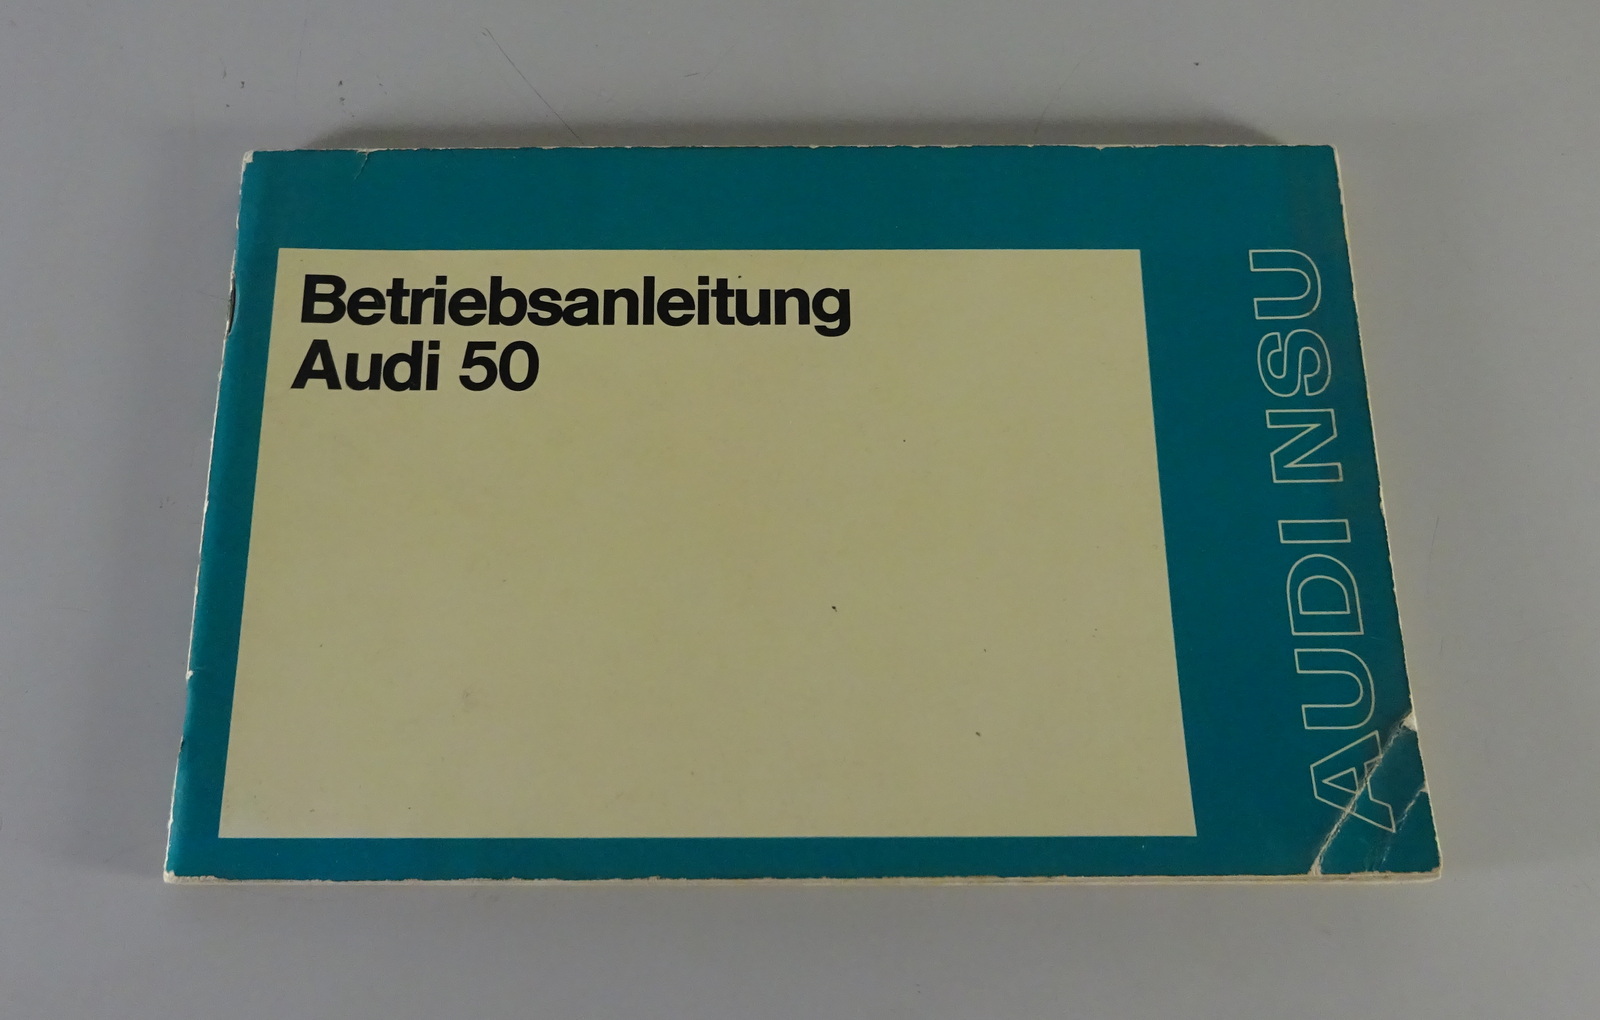 Betriebsanleitung
Audi 50
AUDI NSU